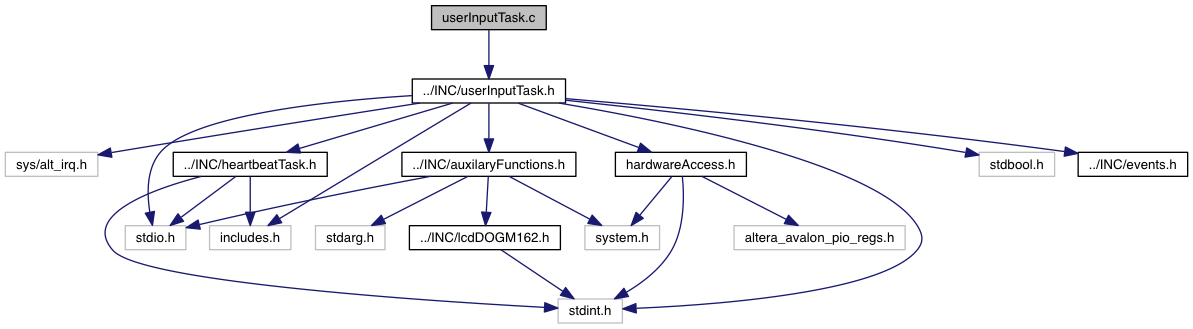 userInputTask.c
../INC/userInputTask.h
sys/alt_irq.h
../INC/heartbeatTask.h
../INC/auxilaryFunctions.h
hardwareAccess.h
stdbool.h
../INC/events.h
stdio.h
includes.h
stdarg.h
../INC/lcdDOGM162.h
system.h
altera_avalon_pio_regs.h
stdint.h